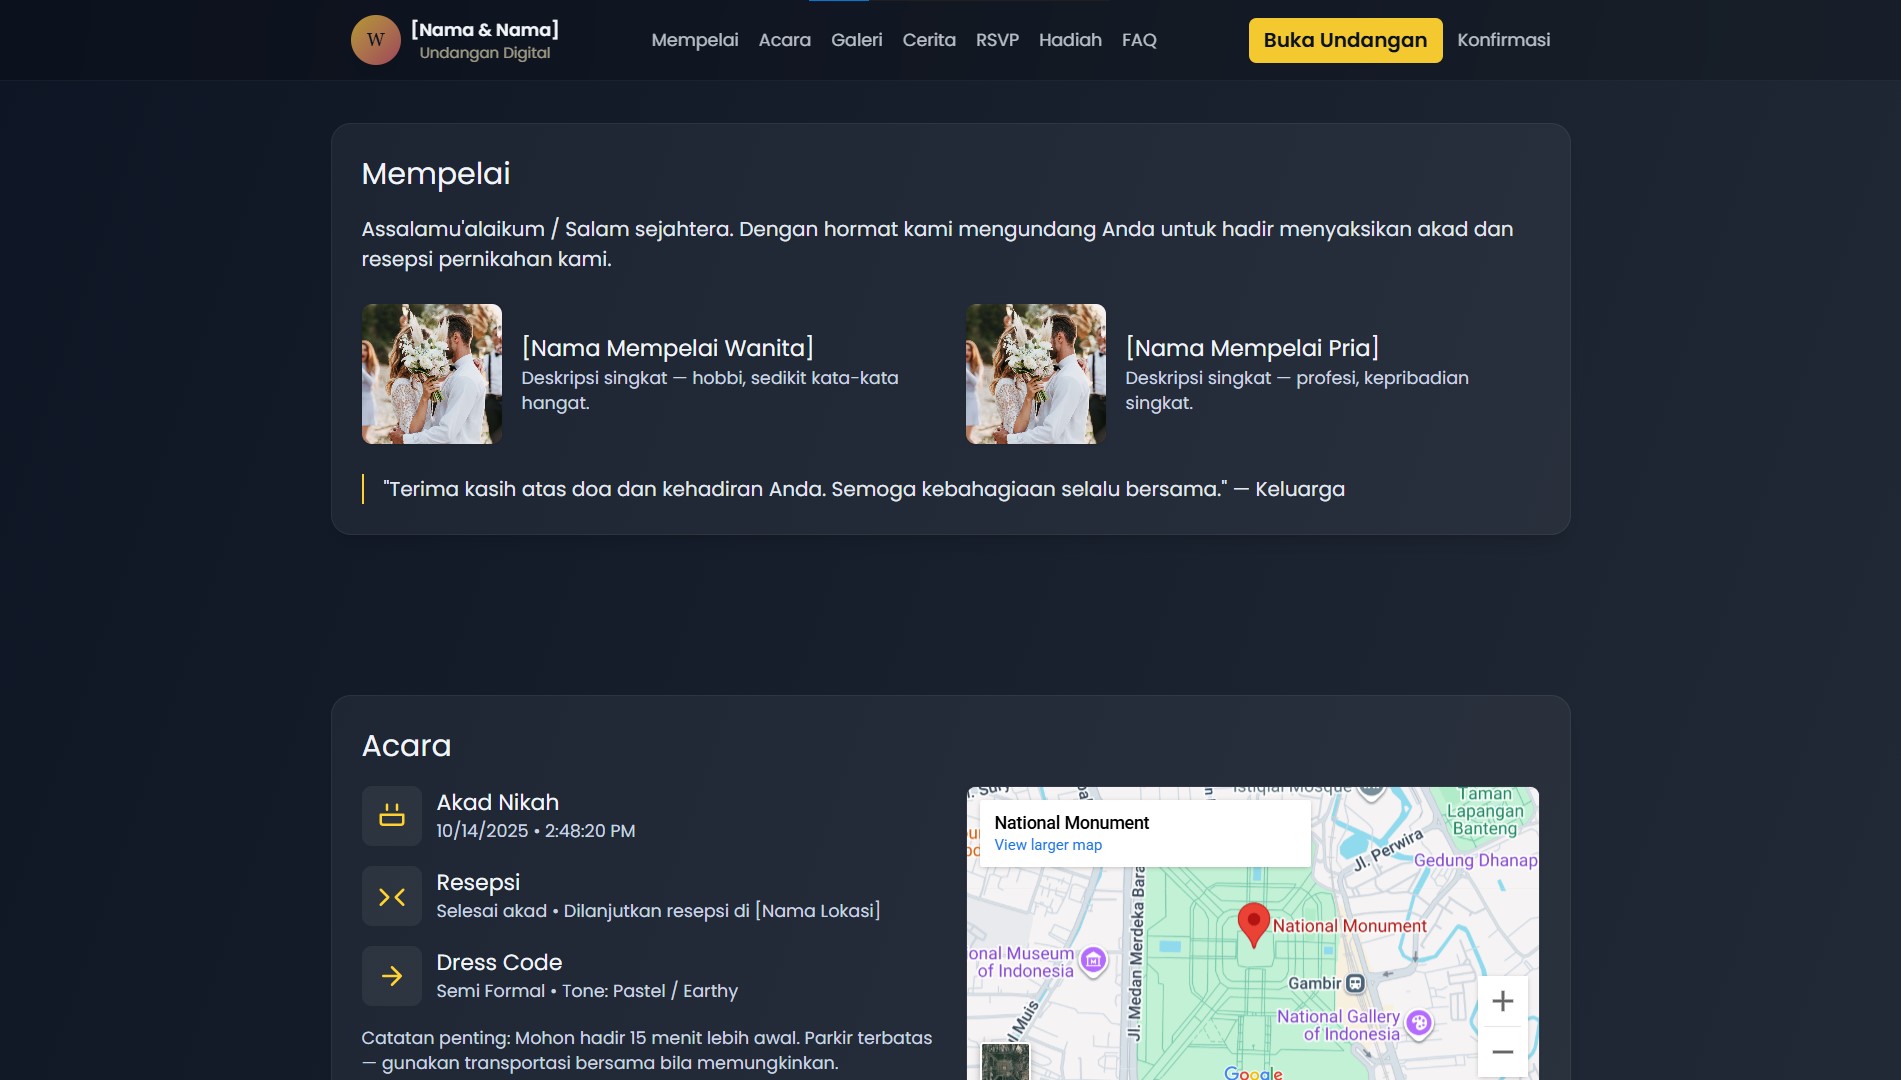 W
[Nama & Nama]
Undangan Digital
Mempelai
Acara
Galeri
Cerita
RSVP
Hadiah
FAQ
Buka Undangan
Konfirmasi
Mempelai
Assalamu'alaikum / Salam sejahtera. Dengan hormat kami mengundang Anda untuk hadir menyaksikan akad dan
resepsi pernikahan kami.
[Nama Mempelai Wanita]
Deskripsi singkat — hobbi, sedikit kata-kata
hangat.
[Nama Mempelai Pria]
Deskripsi singkat — profesi, kepribadian
singkat.
"Terima kasih atas doa dan kehadiran Anda. Semoga kebahagiaan selalu bersama." — Keluarga
Acara
Akad Nikah
10/14/2025 • 2:48:20 PM
Resepsi
Selesai akad • Dilanjutkan resepsi di [Nama Lokasi]
Dress Code
Semi Formal • Tone: Pastel / Earthy
Catatan penting: Mohon hadir 15 menit lebih awal. Parkir terbatas
— gunakan transportasi bersama bila memungkinkan.
National Monument
View larger map
Istiqlal Mosque
Taman
Lapangan
Banteng
Jl. Perwira
Gedung Dhanap
Jl. Medan Merdeka Bara
National Monument
onal Museum
of Indonesia
Gambir
National Gallery
of Indonesia
l Muis
Google